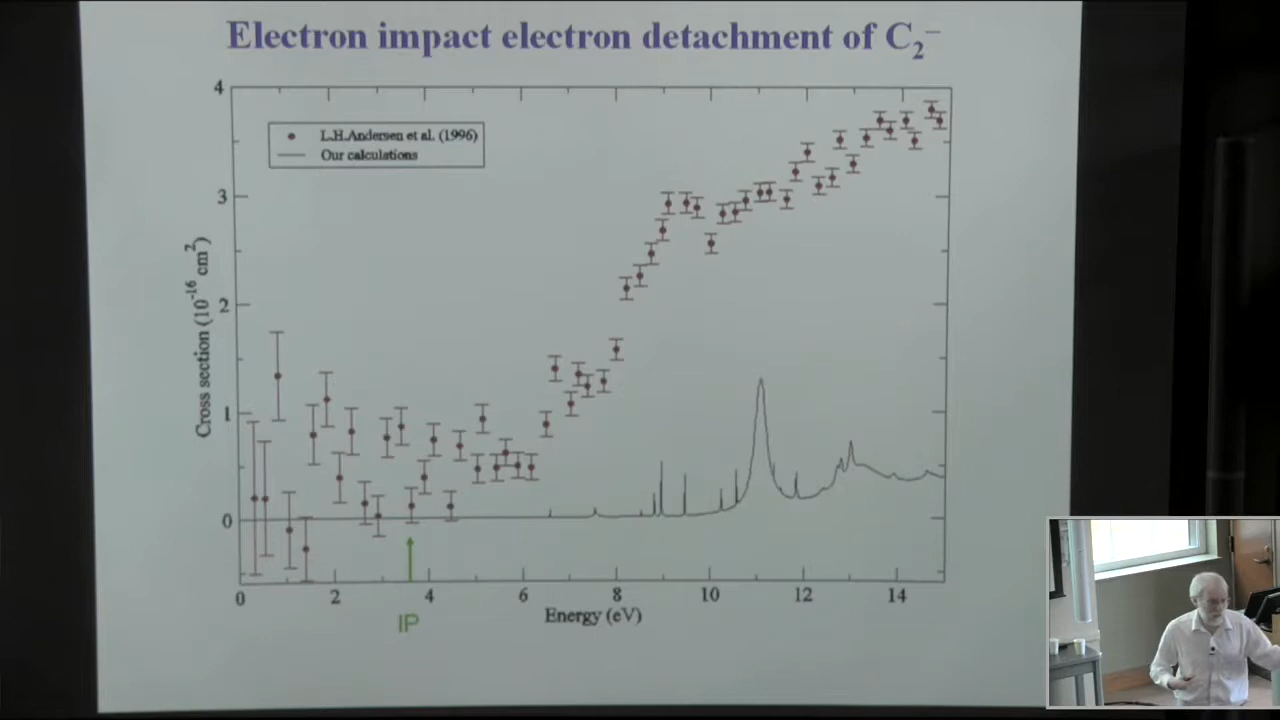 Electron impact electron detachment of C₂⁻
4
L.H.Andersen et al. (1996)
Our calculations
3
2
1
0
Cross section (10⁻¹⁶ cm²)
0 2 4 6 8 10 12 14
IP
Energy (eV)